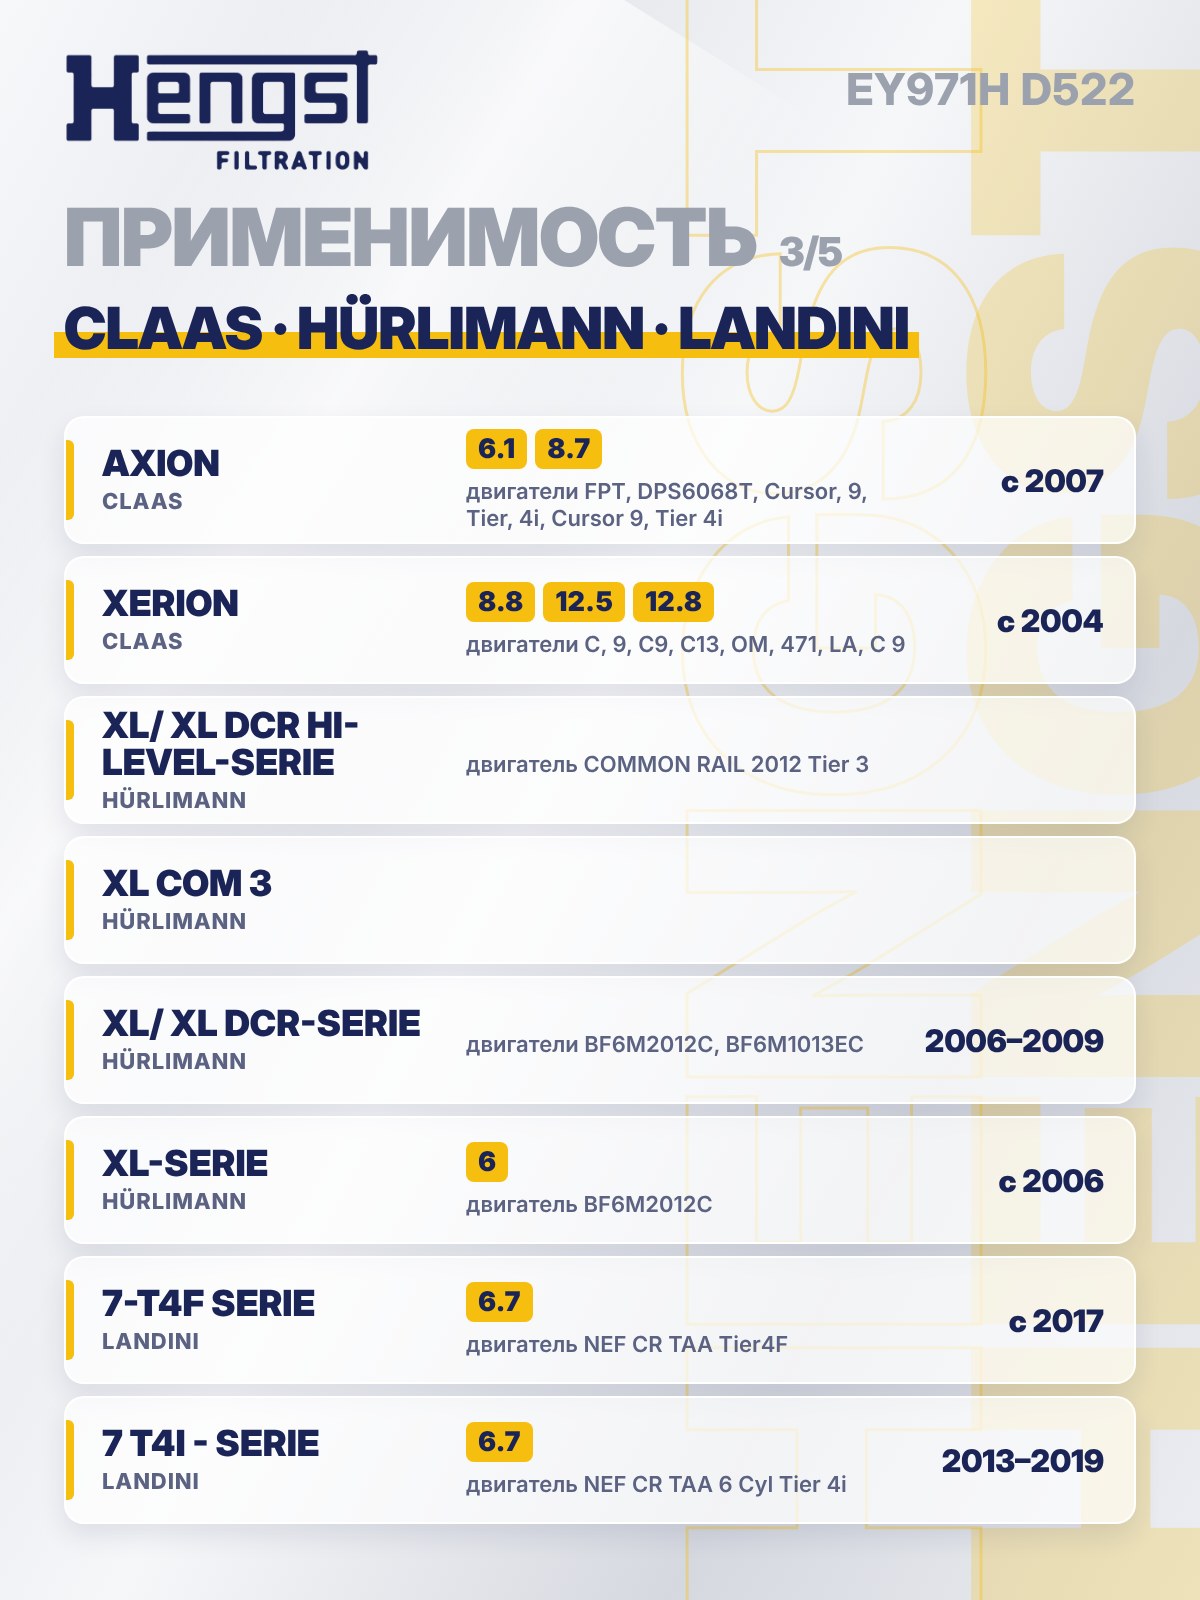 Hengst
FILTRATION
EY971H D522
ПРИМЕНИМОСТЬ 3/5
CLAAS · HÜRLIMANN · LANDINI
AXION
CLAAS
6.1 8.7
двигатели FPT, DPS6068T, Cursor, 9,
Tier, 4i, Cursor 9, Tier 4i
с 2007
XERION
CLAAS
8.8 12.5 12.8
двигатели C, 9, C9, C13, OM, 471, LA, C 9
с 2004
XL/ XL DCR HI-
LEVEL-SERIE
HÜRLIMANN
двигатель COMMON RAIL 2012 Tier 3
XL COM 3
HÜRLIMANN
XL/ XL DCR-SERIE
HÜRLIMANN
двигатели BF6M2012C, BF6M1013EC
2006–2009
XL-SERIE
HÜRLIMANN
6
двигатель BF6M2012C
с 2006
7-T4F SERIE
LANDINI
6.7
двигатель NEF CR TAA Tier4F
с 2017
7 T4I - SERIE
LANDINI
6.7
двигатель NEF CR TAA 6 Cyl Tier 4i
2013–2019
HENGST
HENGST